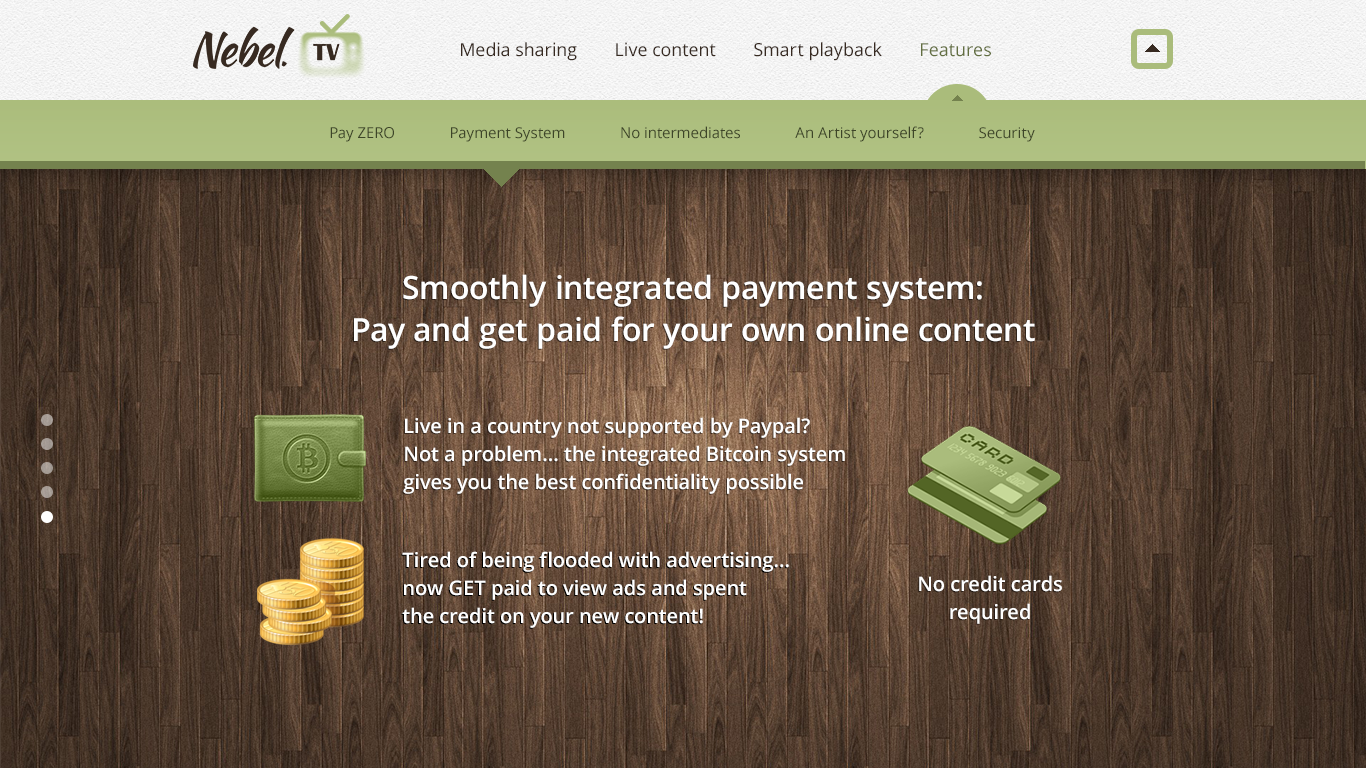 Nebel. TV
Media sharing
Live content
Smart playback
Features
Pay ZERO
Payment System
No intermediates
An Artist yourself?
Security
Smoothly integrated payment system:
Pay and get paid for your own online content
Live in a country not supported by Paypal?
Not a problem... the integrated Bitcoin system
gives you the best confidentiality possible
CARD
Tired of being flooded with advertising...
now GET paid to view ads and spent
the credit on your new content!
No credit cards
required